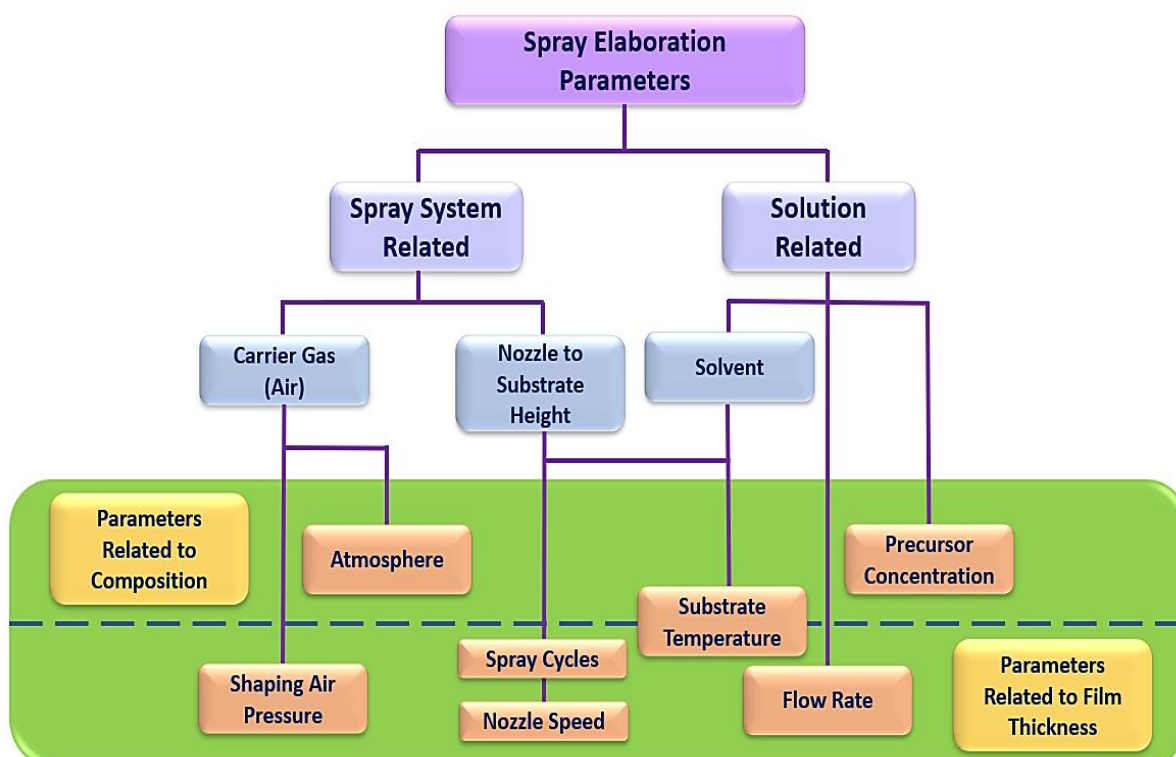 Spray Elaboration
Parameters
Spray System
Related
Solution
Related
Carrier Gas
(Air)
Nozzle to
Substrate
Height
Solvent
Parameters
Related to
Composition
Atmosphere
Precursor
Concentration
Substrate
Temperature
Spray Cycles
Shaping Air
Pressure
Nozzle Speed
Flow Rate
Parameters
Related to Film
Thickness